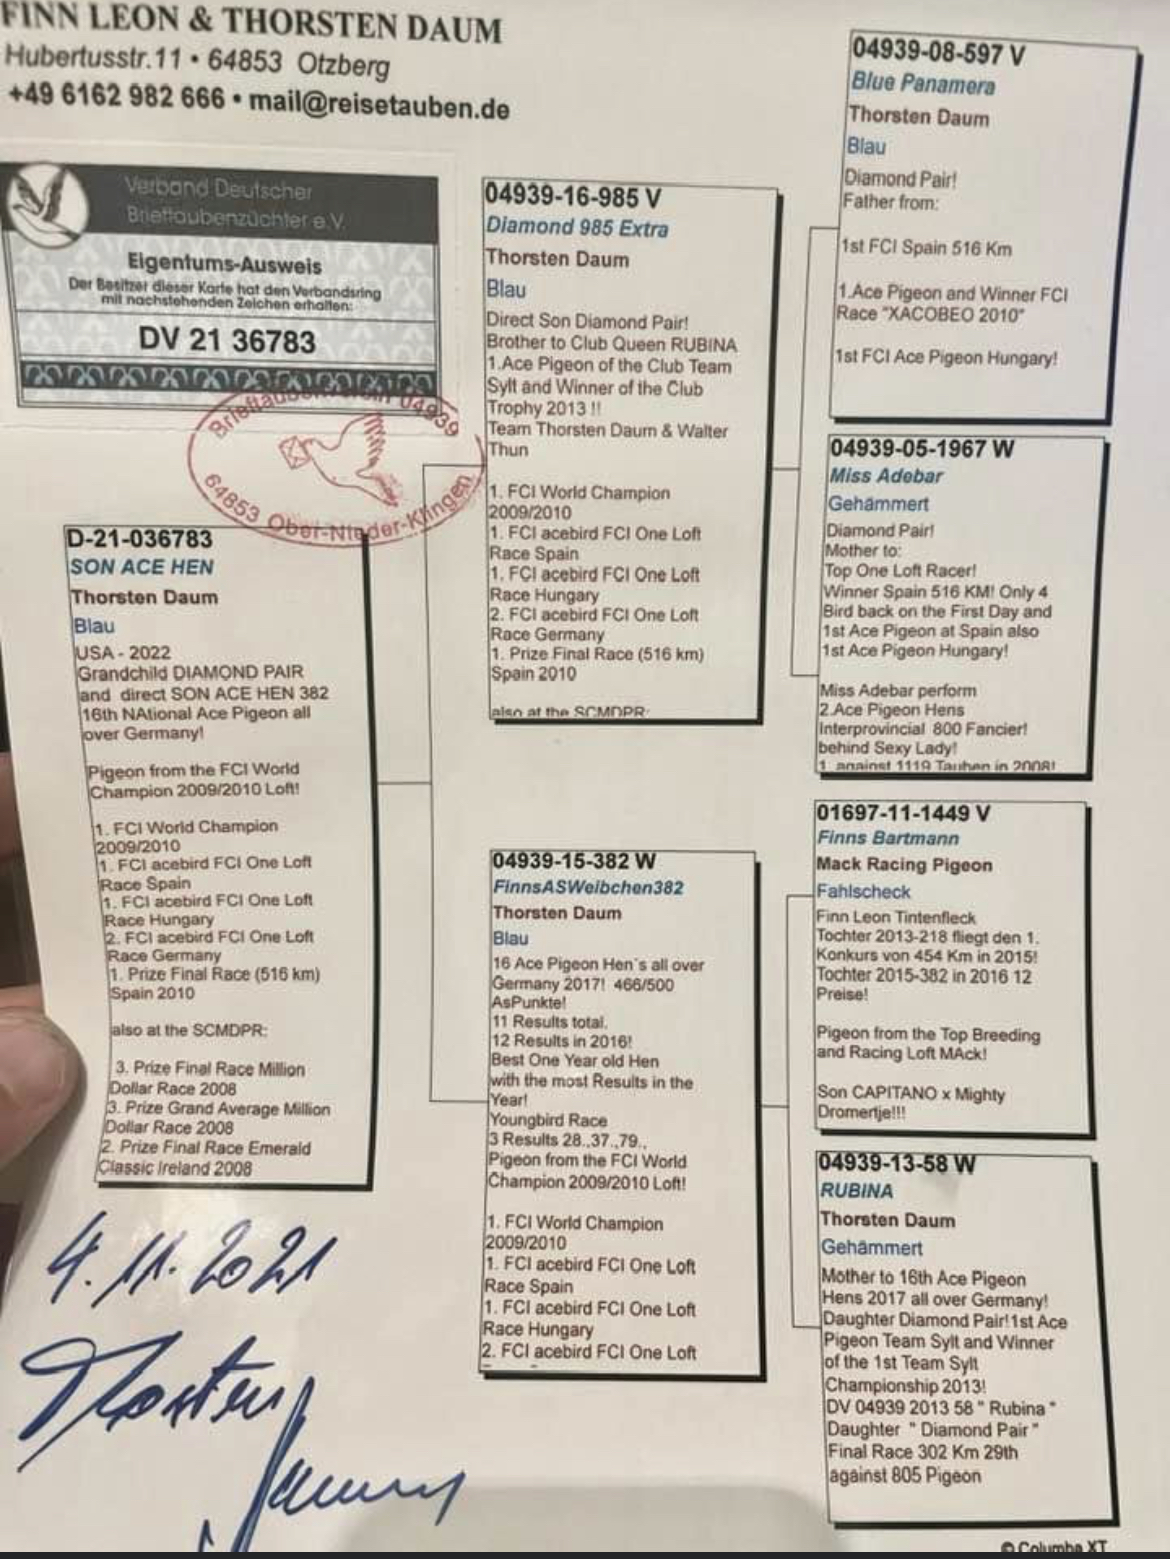 FINN LEON & THORSTEN DAUM
Hubertusstr.11 • 64853 Otzberg
+49 6162 982 666 • mail@reisetauben.de
Verband Deutscher
Brieftaubenzüchter e.V.
Eigentums-Ausweis
Der Besitzer dieser Karte hat den Verbandsring
mit nachstehenden Zeichen erhalten:
DV 21 36783
Brieftaubenverein 04939
64853 Ober-Nieder-Klingen
D-21-036783
SON ACE HEN
Thorsten Daum
Blau
USA - 2022
Grandchild DIAMOND PAIR
and direct SON ACE HEN 382
16th NAtional Ace Pigeon all
over Germany!
Pigeon from the FCI World
Champion 2009/2010 Loft!
1. FCI World Champion
2009/2010
1. FCI acebird FCI One Loft
Race Spain
1. FCI acebird FCI One Loft
Race Hungary
2. FCI acebird FCI One Loft
Race Germany
1. Prize Final Race (516 km)
Spain 2010
also at the SCMDPR:
3. Prize Final Race Million
Dollar Race 2008
3. Prize Grand Average Million
Dollar Race 2008
2. Prize Final Race Emerald
Classic Ireland 2008
4.11.2021
Thorsten
Daum
04939-16-985 V
Diamond 985 Extra
Thorsten Daum
Blau
Direct Son Diamond Pair!
Brother to Club Queen RUBINA
1.Ace Pigeon of the Club Team
Sylt and Winner of the Club
Trophy 2013 !!
Team Thorsten Daum & Walter
Thun
1. FCI World Champion
2009/2010
1. FCI acebird FCI One Loft
Race Spain
1. FCI acebird FCI One Loft
Race Hungary
2. FCI acebird FCI One Loft
Race Germany
1. Prize Final Race (516 km)
Spain 2010
also at the SCMDPR:
04939-15-382 W
FinnsASWeibchen382
Thorsten Daum
Blau
16 Ace Pigeon Hen´s all over
Germany 2017! 466/500
AsPunkte!
11 Results total.
12 Results in 2016!
Best One Year old Hen
with the most Results in the
Year!
Youngbird Race
3 Results 28.,37.,79.,
Pigeon from the FCI World
Champion 2009/2010 Loft!
1. FCI World Champion
2009/2010
1. FCI acebird FCI One Loft
Race Spain
1. FCI acebird FCI One Loft
Race Hungary
2. FCI acebird FCI One Loft
04939-08-597 V
Blue Panamera
Thorsten Daum
Blau
Diamond Pair!
Father from:
1st FCI Spain 516 Km
1.Ace Pigeon and Winner FCI
Race "XACOBEO 2010"
1st FCI Ace Pigeon Hungary!
04939-05-1967 W
Miss Adebar
Gehämmert
Diamond Pair!
Mother to:
Top One Loft Racer!
Winner Spain 516 KM! Only 4
Bird back on the First Day and
1st Ace Pigeon at Spain also
1st Ace Pigeon Hungary!
Miss Adebar perform
2.Ace Pigeon Hens
Interprovincial 800 Fancier!
behind Sexy Lady!
1. against 1119 Tauben in 2008!
01697-11-1449 V
Finns Bartmann
Mack Racing Pigeon
Fahlscheck
Finn Leon Tintenfleck
Tochter 2013-218 fliegt den 1.
Konkurs von 454 Km in 2015!
Tochter 2015-382 in 2016 12
Preise!
Pigeon from the Top Breeding
and Racing Loft MAck!
Son CAPITANO x Mighty
Dromertje!!!
04939-13-58 W
RUBINA
Thorsten Daum
Gehämmert
Mother to 16th Ace Pigeon
Hens 2017 all over Germany!
Daughter Diamond Pair!1st Ace
Pigeon Team Sylt and Winner
of the 1st Team Sylt
Championship 2013!
DV 04939 2013 58 " Rubina "
Daughter " Diamond Pair "
Final Race 302 Km 29th
against 805 Pigeon
© Columba XT